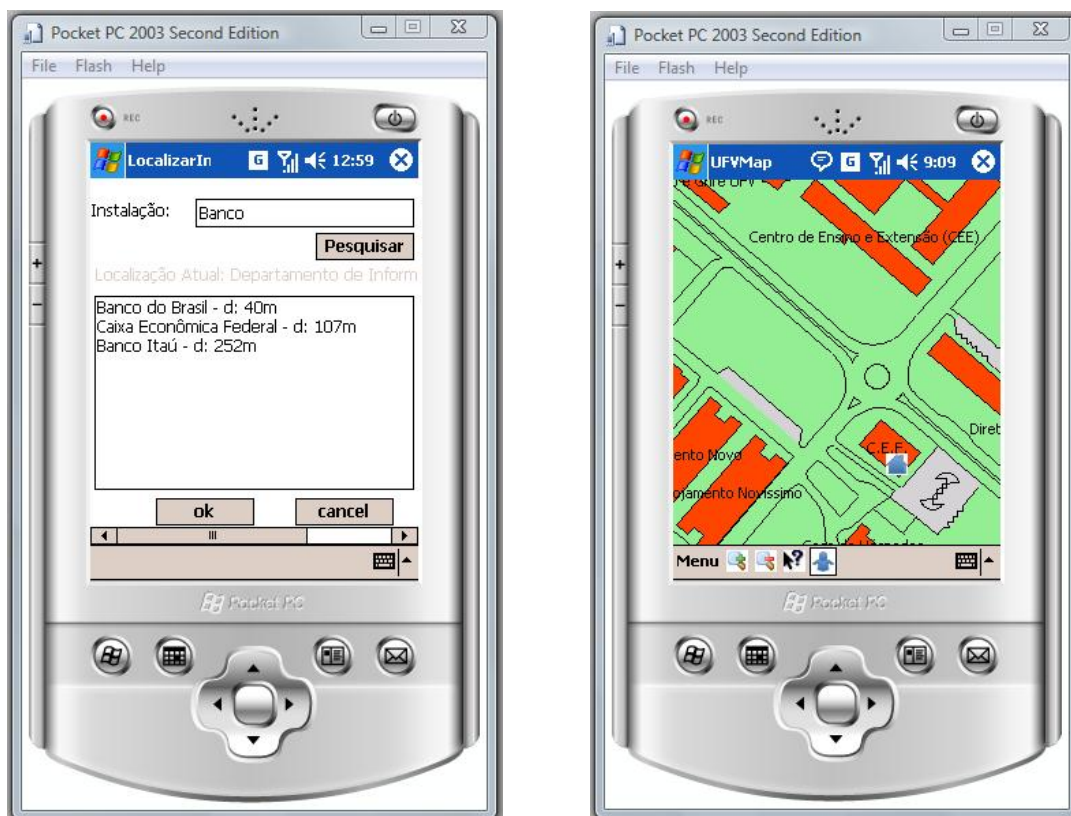 Pocket PC 2003 Second Edition
File Flash Help
REC
LocalizarIn G 12:59
Instalação: Banco
Pesquisar
Localização Atual: Departamento de Inform
Banco do Brasil - d: 40m
Caixa Econômica Federal - d: 107m
Banco Itaú - d: 252m
ok cancel
Pocket PC
+
-
Pocket PC 2003 Second Edition
File Flash Help
REC
UFVMap G 9:09
UFV
Centro de Ensino e Extensão (CEE)
Diret
C.E.F.
ento Novo
ojamento Novíssimo
Menu
Pocket PC
+
-